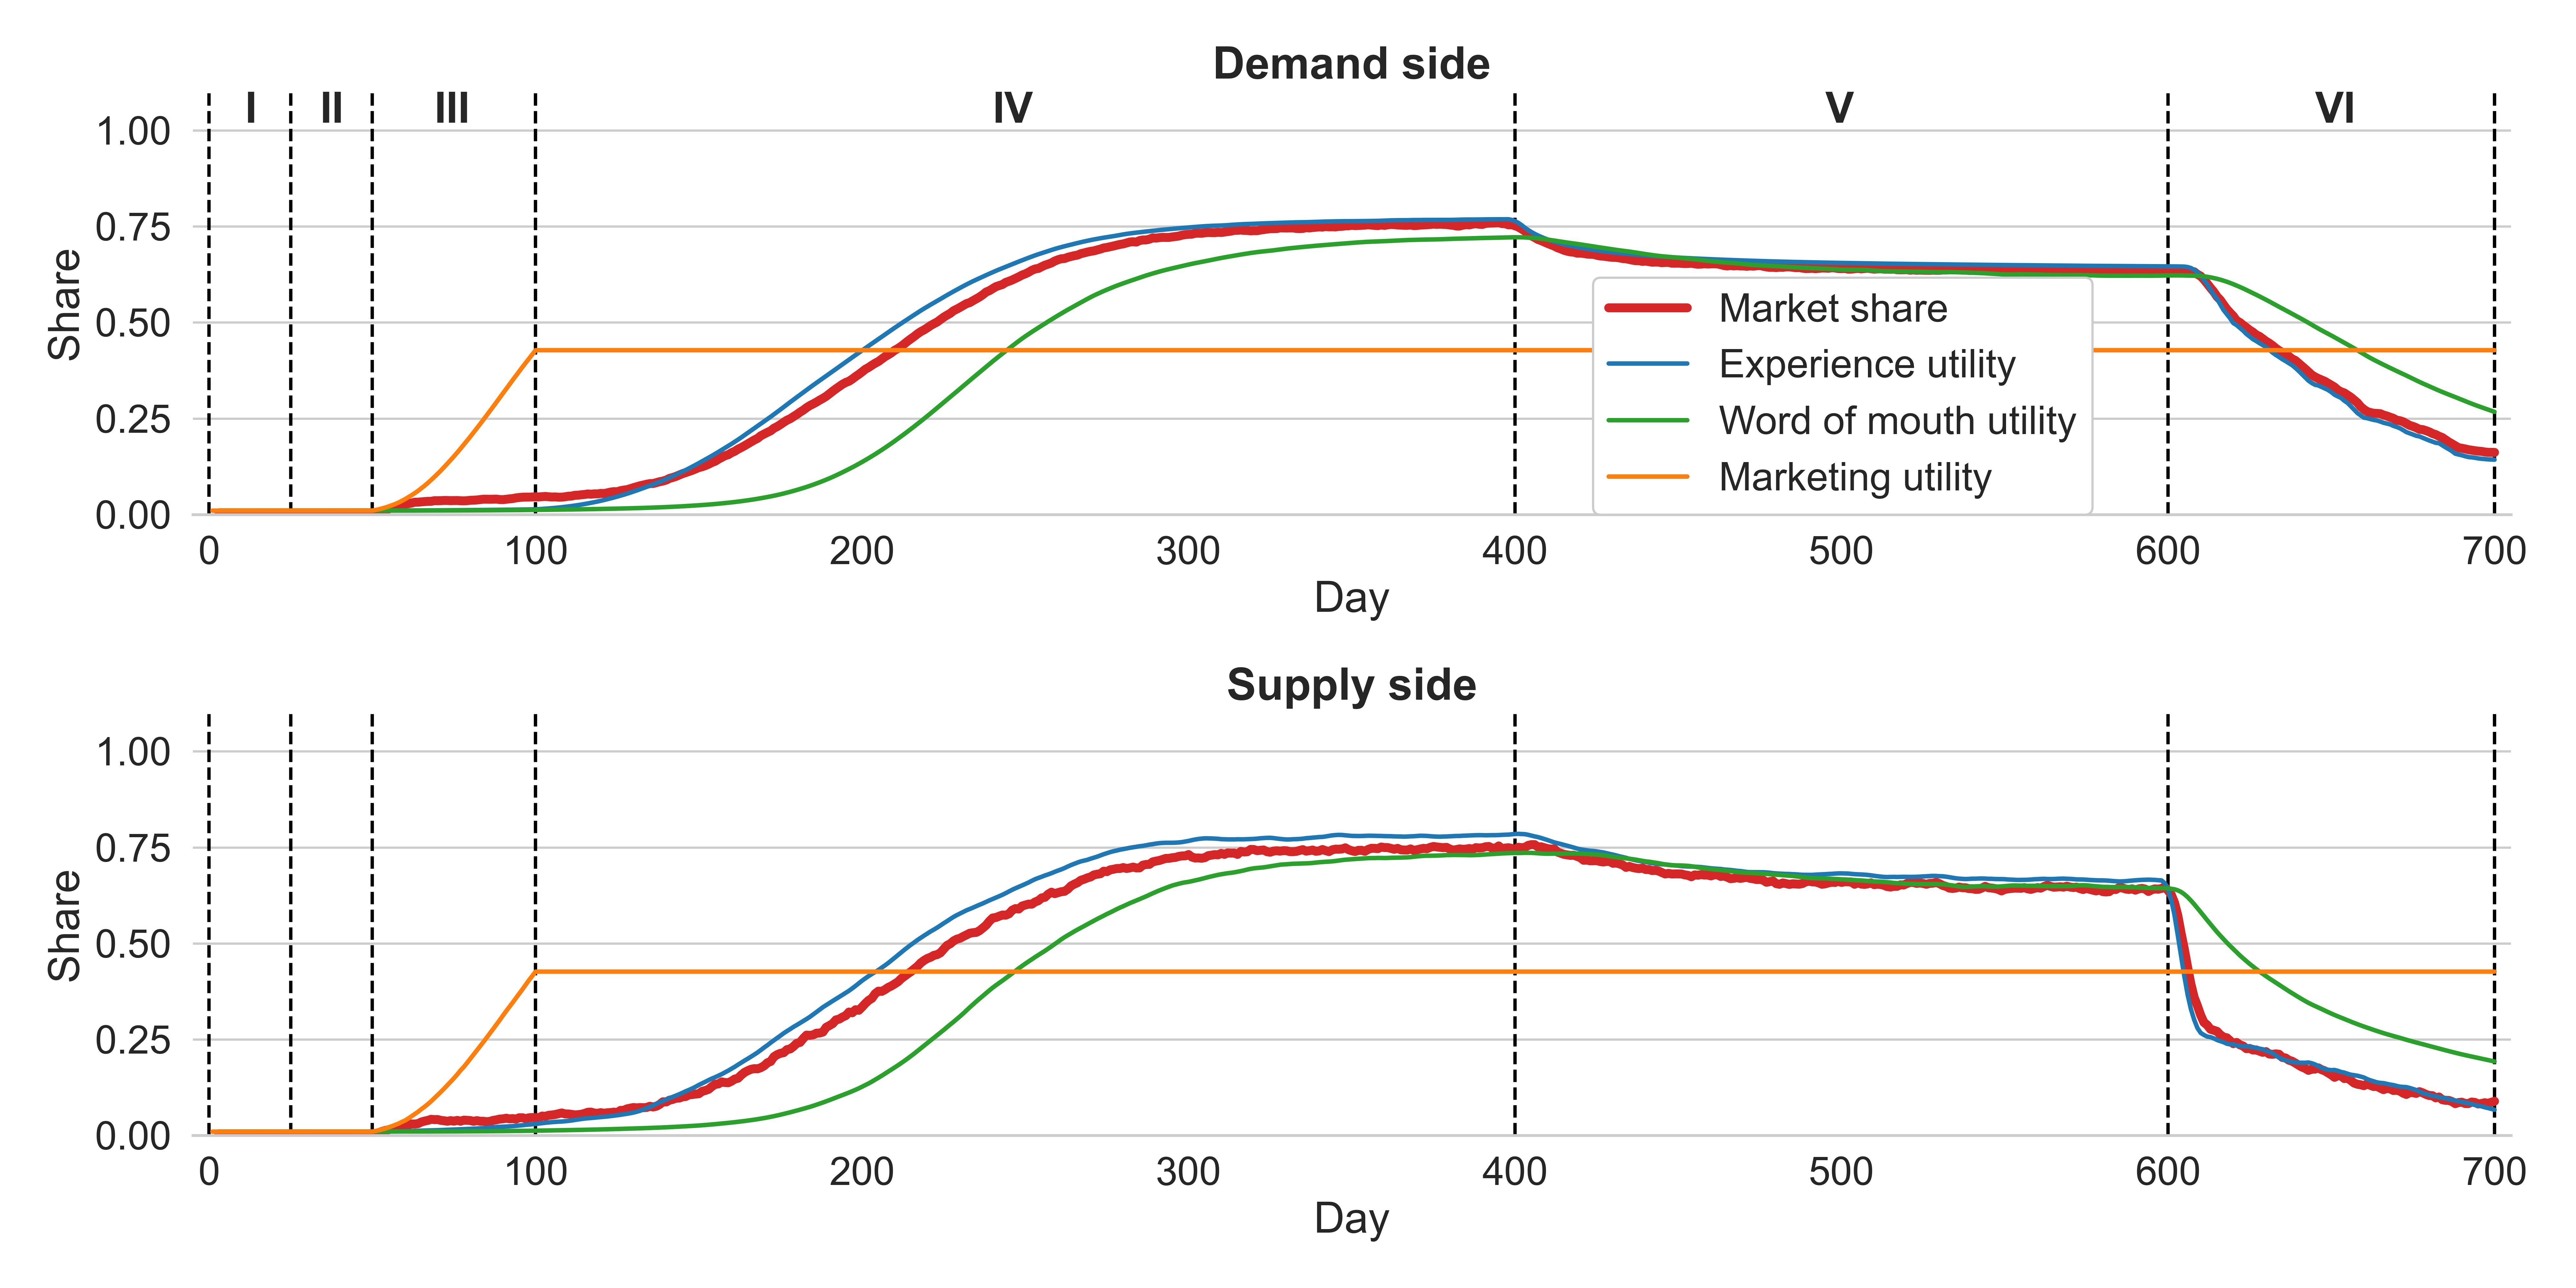 Demand side
I II III IV V VI
1.00
0.75
0.50
0.25
0.00
Share
Market share
Experience utility
Word of mouth utility
Marketing utility
0 100 200 300 400 500 600 700
Day
Supply side
1.00
0.75
0.50
0.25
0.00
Share
0 100 200 300 400 500 600 700
Day